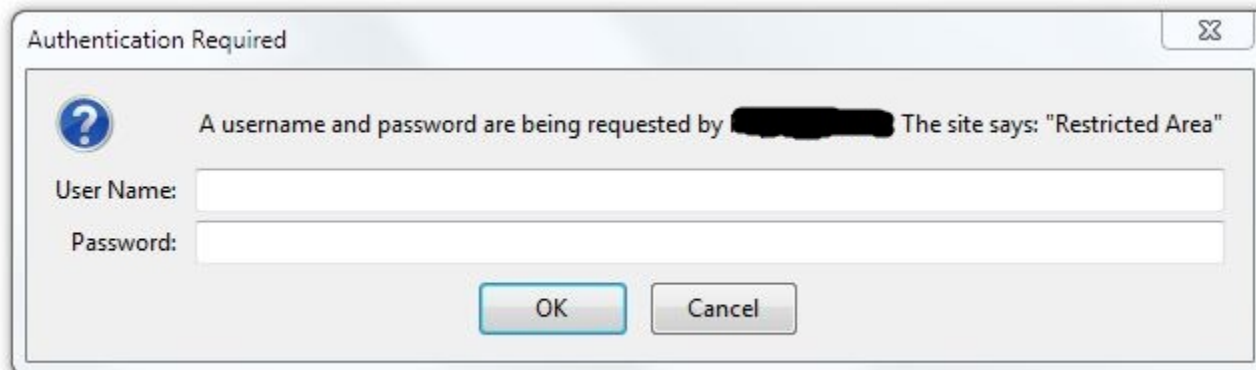 Authentication Required
A username and password are being requested by The site says: "Restricted Area"
User Name:
Password:
OK
Cancel